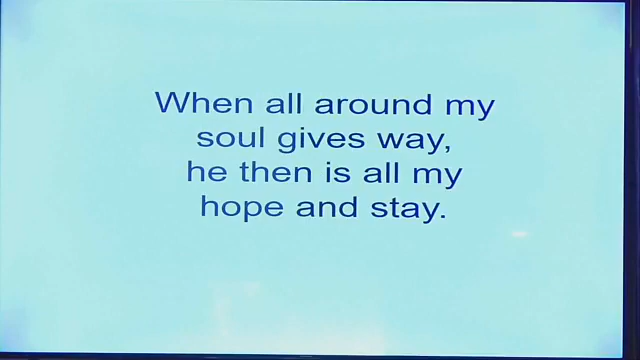 When all around my
soul gives way,
he then is all my
hope and stay.